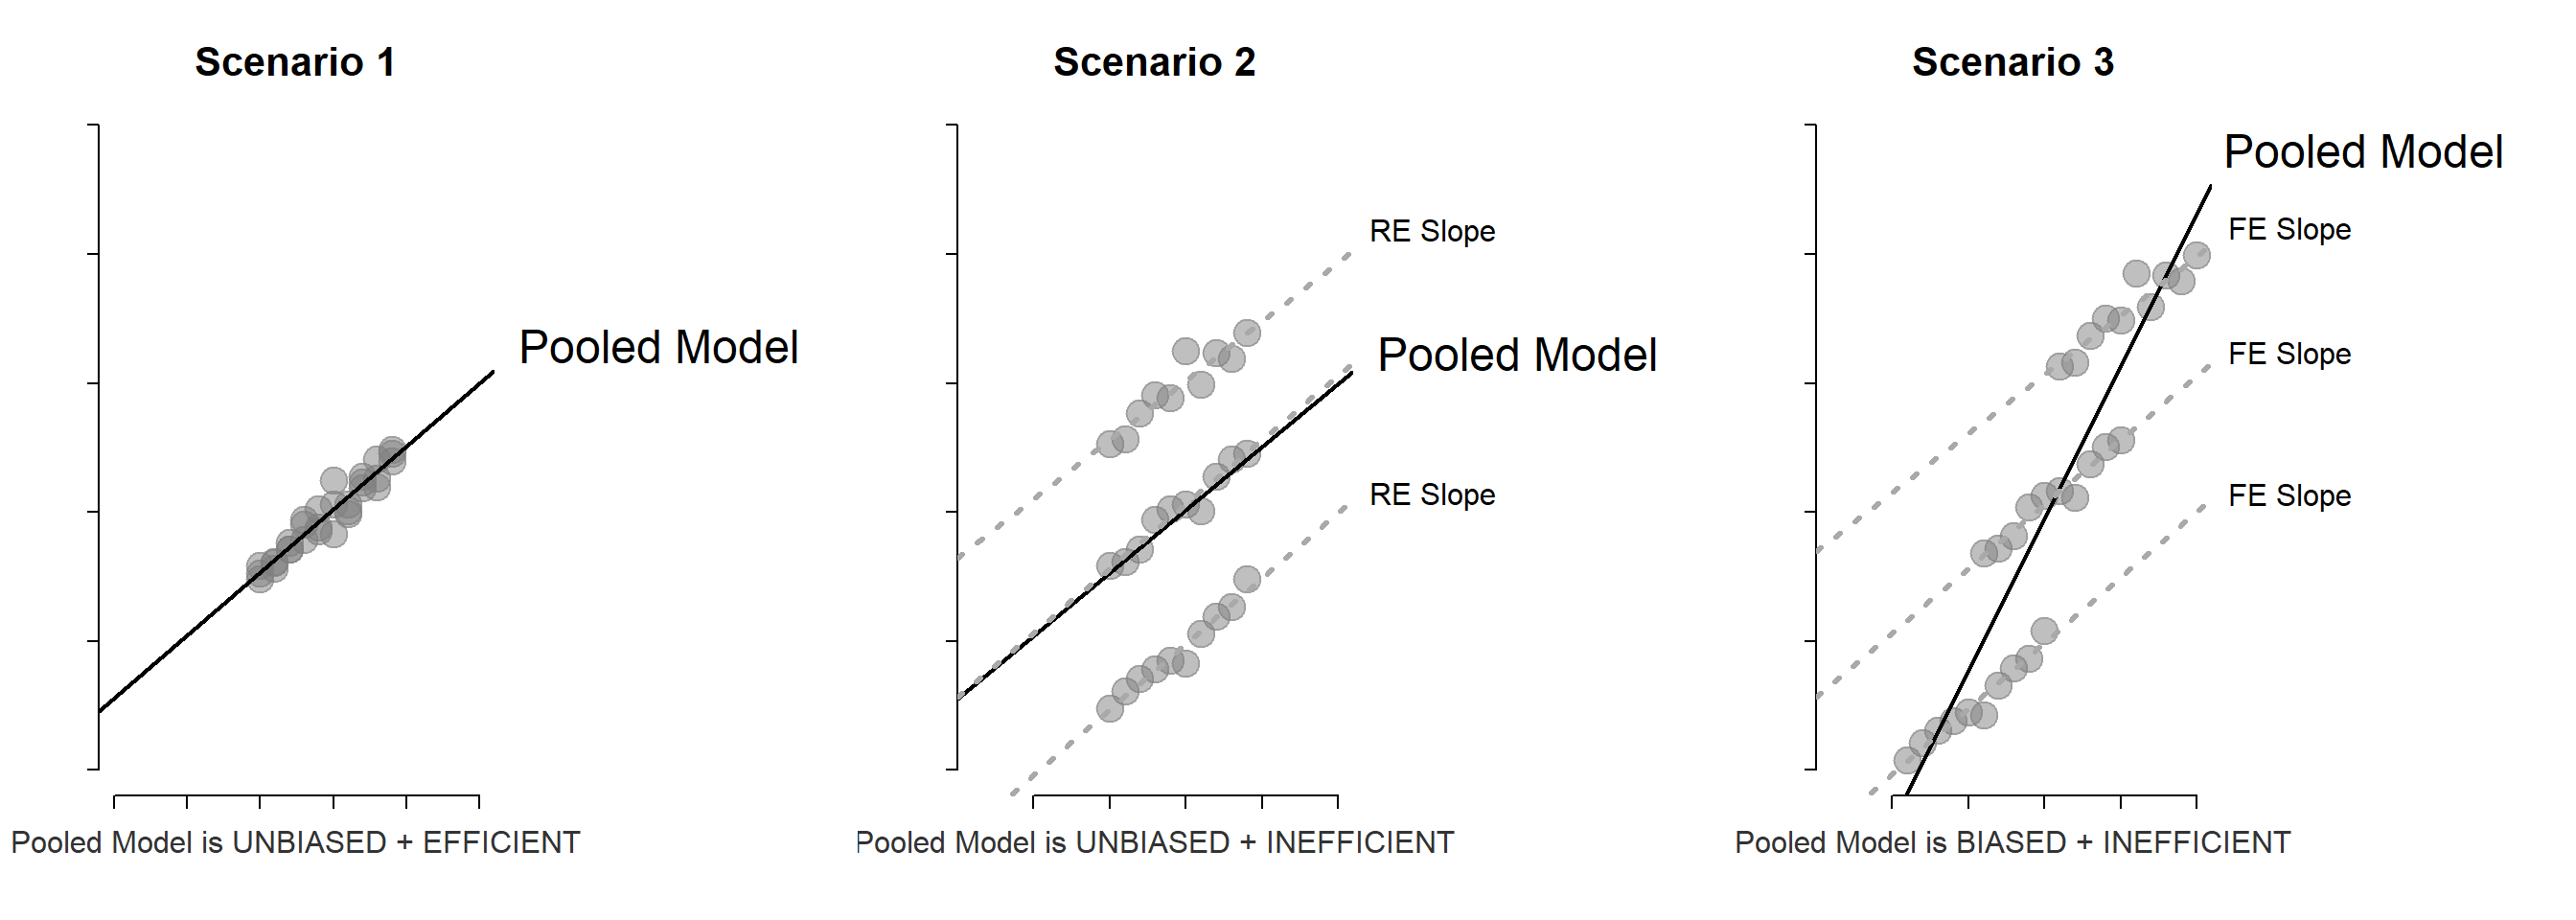 Scenario 1
Pooled Model
Pooled Model is UNBIASED + EFFICIENT
Scenario 2
RE Slope
Pooled Model
RE Slope
Pooled Model is UNBIASED + INEFFICIENT
Scenario 3
Pooled Model
FE Slope
FE Slope
FE Slope
Pooled Model is BIASED + INEFFICIENT